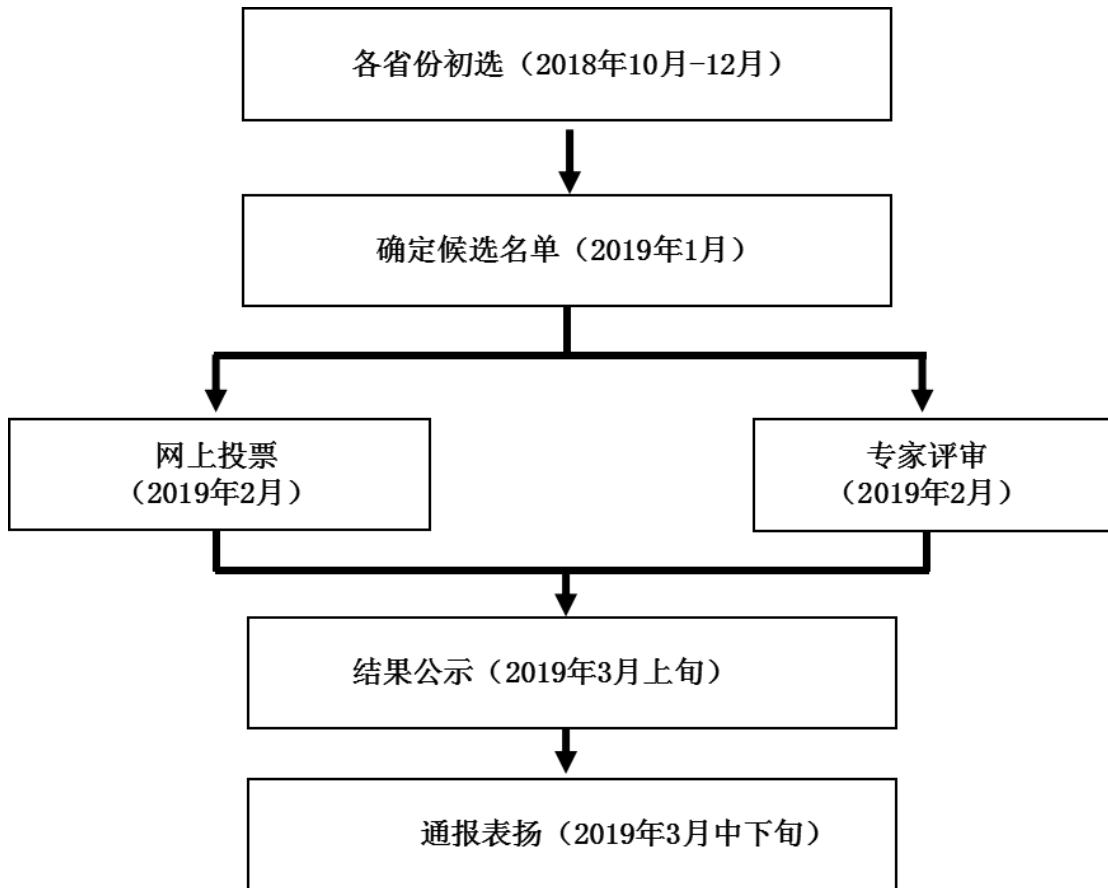 各省份初选（2018年10月-12月）
确定候选名单（2019年1月）
网上投票
（2019年2月）
专家评审
（2019年2月）
结果公示（2019年3月上旬）
通报表扬（2019年3月中下旬）